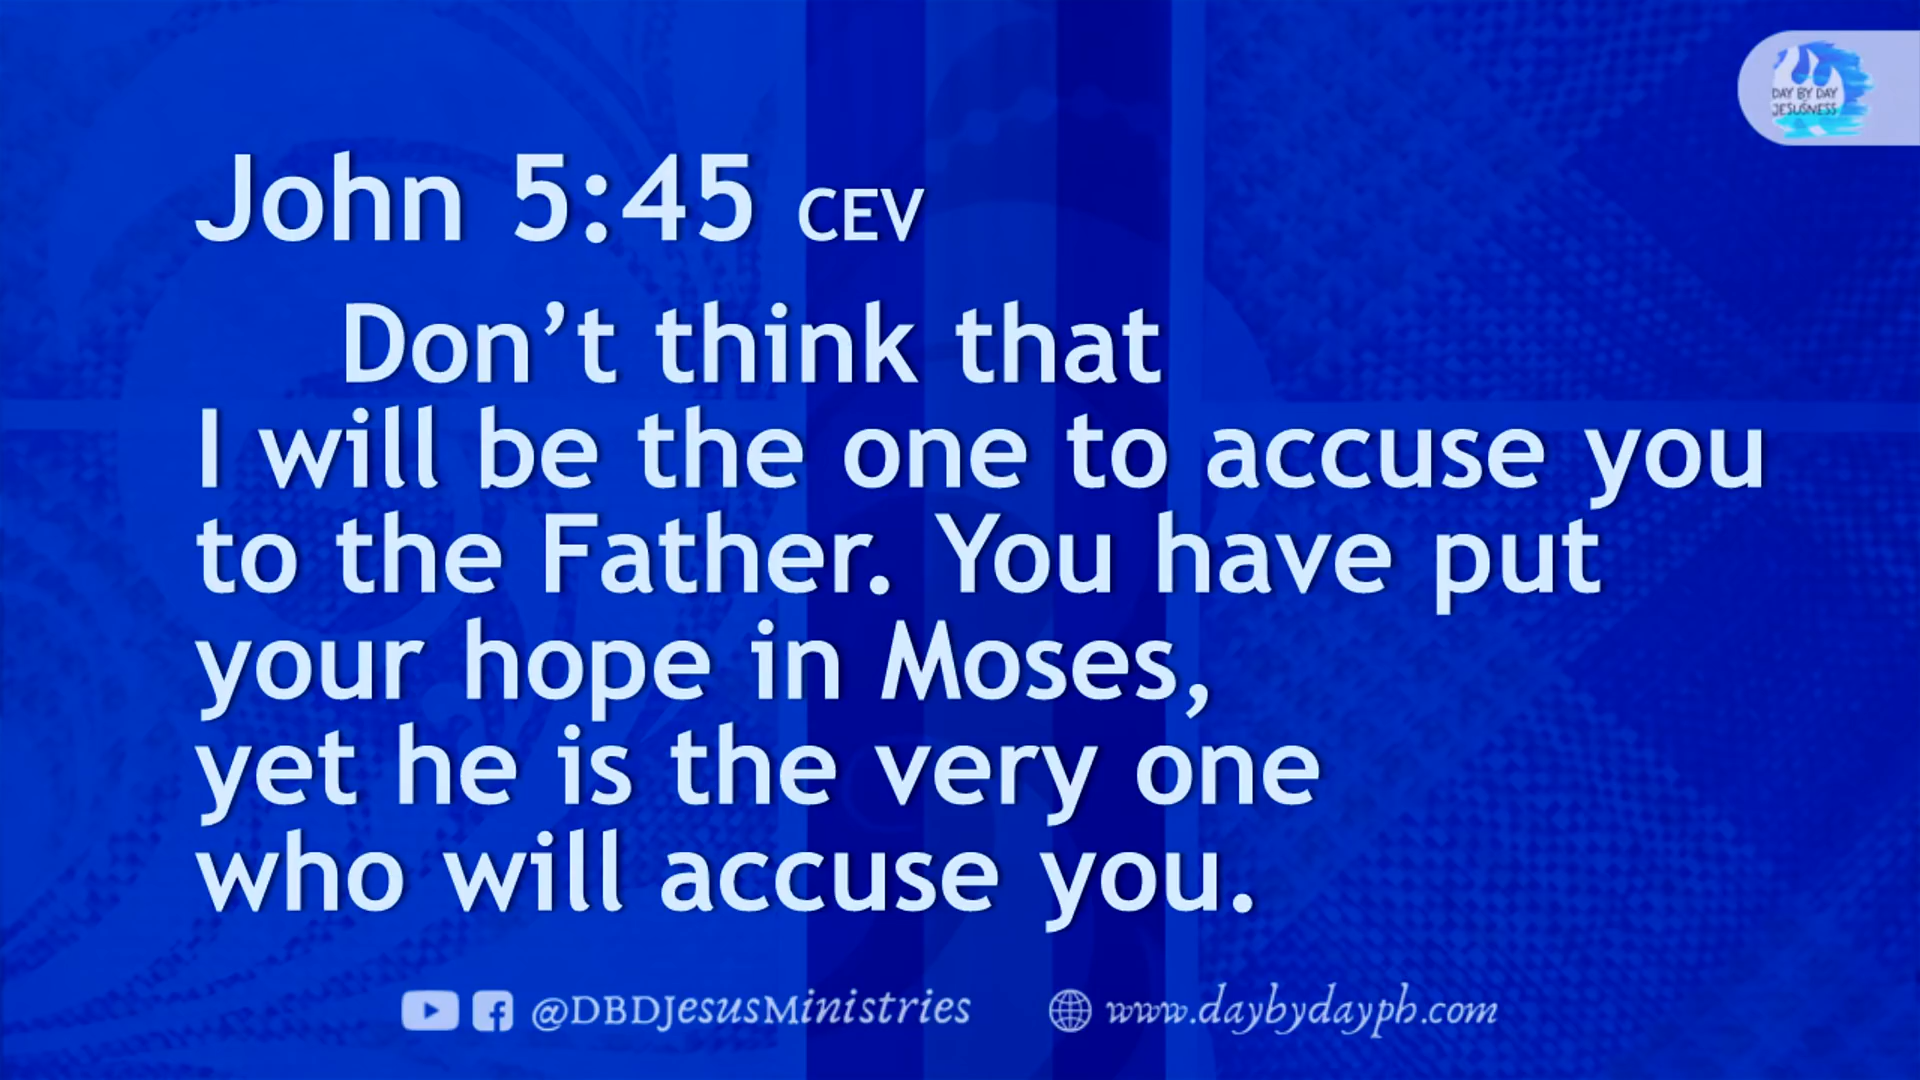 DAY BY DAY
JESUSNESS
John 5:45 CEV
Don’t think that
I will be the one to accuse you
to the Father. You have put
your hope in Moses,
yet he is the very one
who will accuse you.
@DBDJesusMinistries www.daybydayph.com